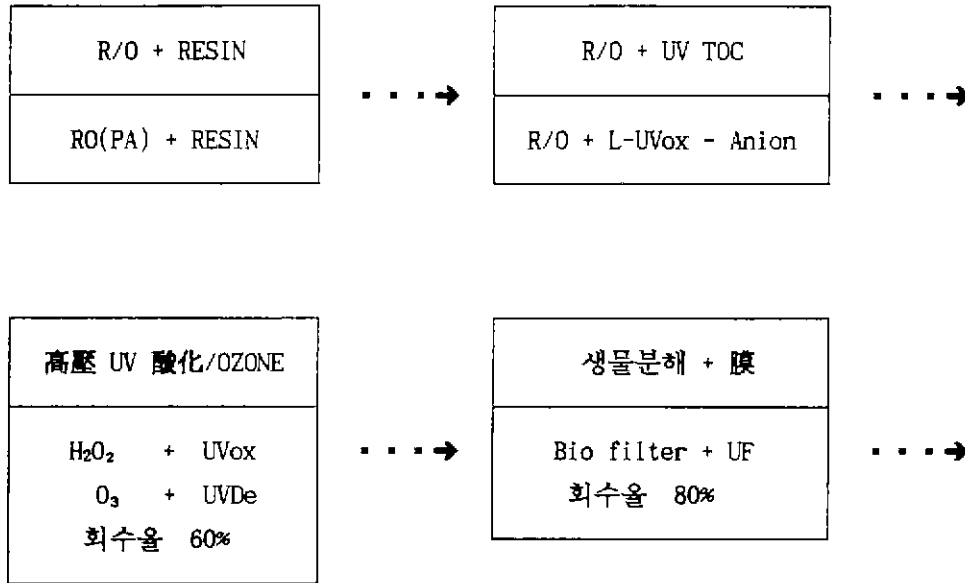 R/O + RESIN
RO(PA) + RESIN
R/O + UV TOC
R/O + L-UVox - Anion
高壓 UV 酸化/OZONE
H₂O₂ + UVox
O₃ + UVDe
회수율 60%
생물분해 + 膜
Bio filter + UF
회수율 80%